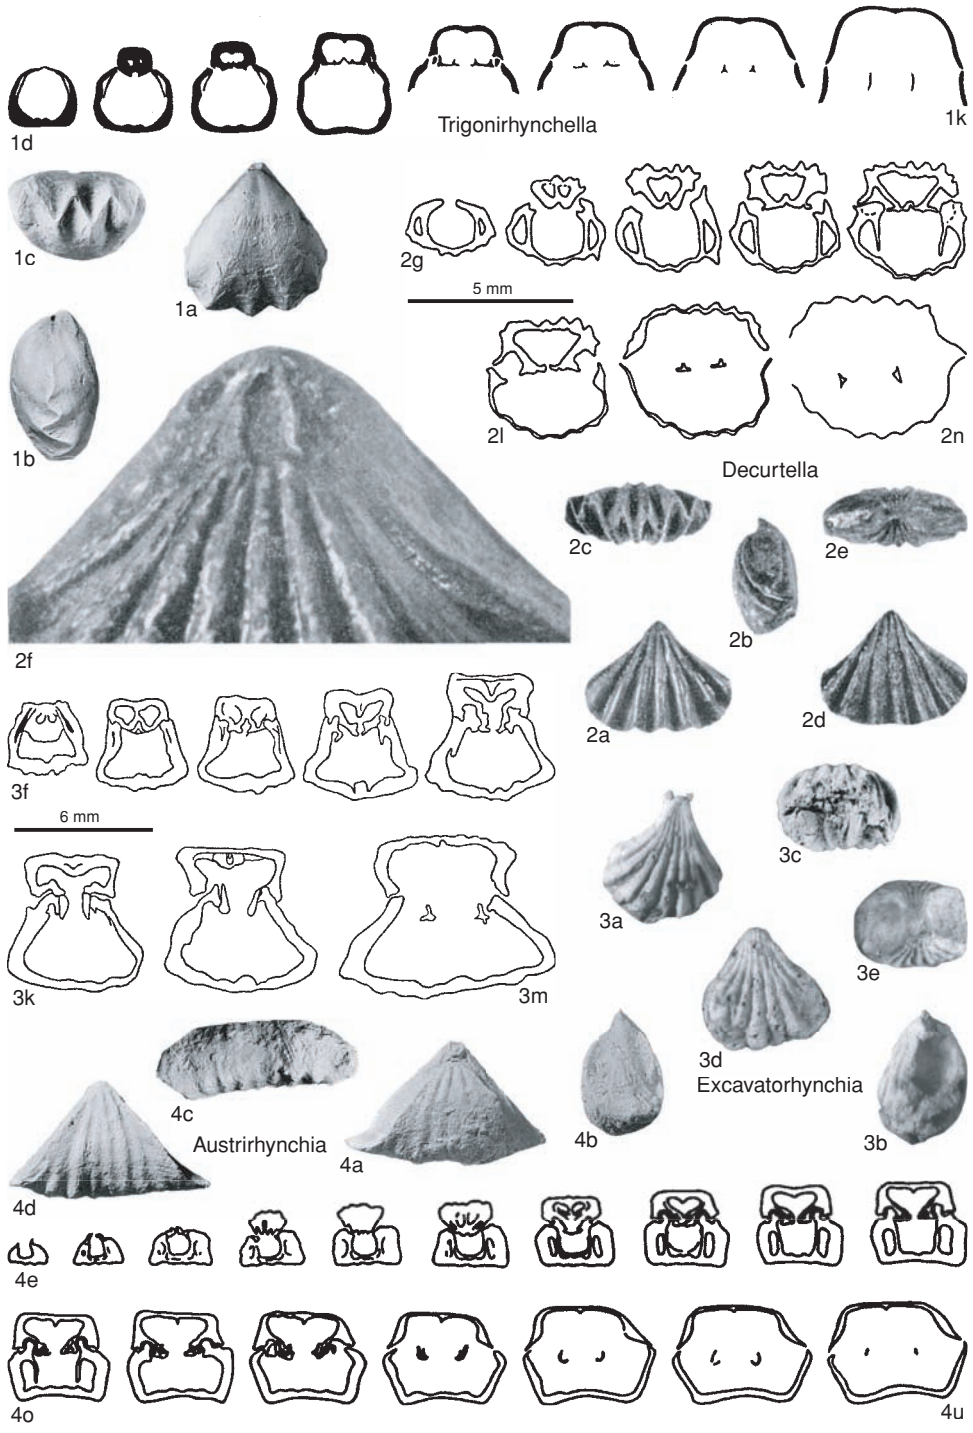 1d
Trigonirhynchella
1k
1c
1a
2g
5 mm
1b
2l
2n
Decurtella
2c
2e
2b
2f
2a
2d
3f
6 mm
3c
3a
3e
3k
3m
3d
Excavatorhynchia
4c
4b
3b
Austrirhynchia
4a
4d
4e
4o
4u